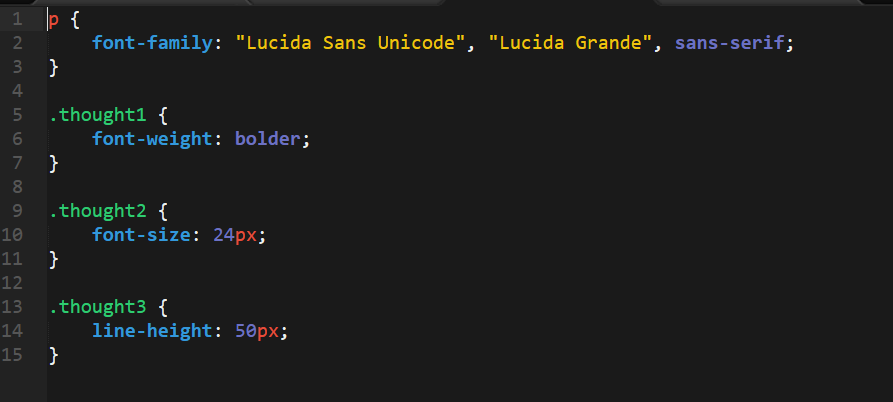 1 p {
2     font-family: "Lucida Sans Unicode", "Lucida Grande", sans-serif;
3 }
4
5 .thought1 {
6     font-weight: bolder;
7 }
8
9 .thought2 {
10     font-size: 24px;
11 }
12
13 .thought3 {
14     line-height: 50px;
15 }